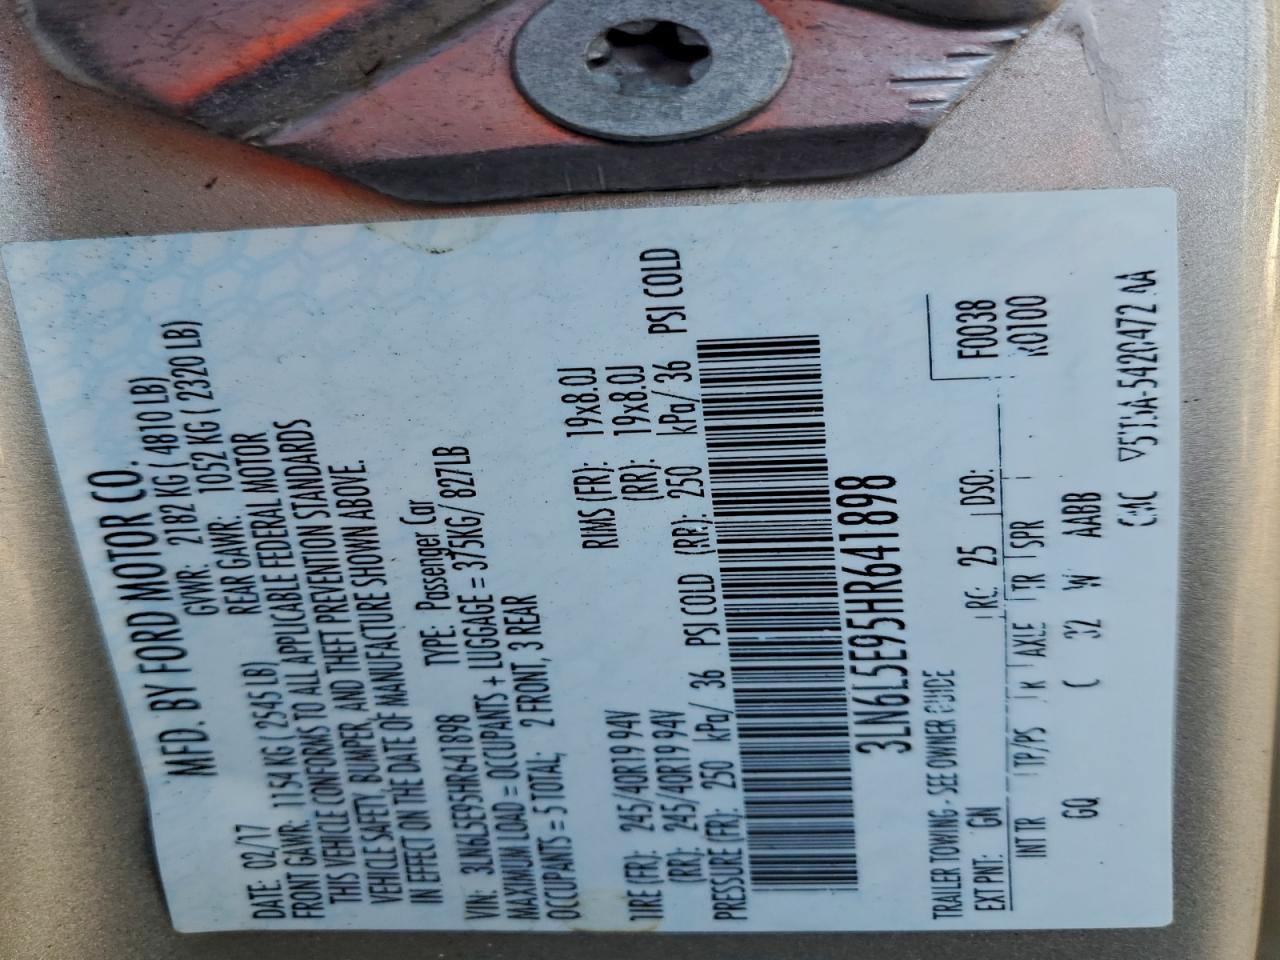 MFD. BY FORD MOTOR CO.
DATE: 02/17 GVWR: 2182 KG ( 4810 LB)
FRONT GAWR: 1154 KG ( 2545 LB) REAR GAWR: 1052 KG ( 2320 LB)
THIS VEHICLE CONFORMS TO ALL APPLICABLE FEDERAL MOTOR
VEHICLE SAFETY, BUMPER, AND THEFT PREVENTION STANDARDS
IN EFFECT ON THE DATE OF MANUFACTURE SHOWN ABOVE.
VIN: 3LN6L5E95HR641898 TYPE: Passenger Car
MAXIMUM LOAD = OCCUPANTS + LUGGAGE = 375KG/ 827LB
OCCUPANTS = 5 TOTAL; 2 FRONT, 3 REAR
TIRE (FR): 245/40R19 94V RIMS (FR): 19x8.0J
(RR): 245/40R19 94V (RR): 19x8.0J
PRESSURE (FR): 250 kPa/ 36 PSI COLD (RR): 250 kPa/ 36 PSI COLD
3LN6L5E95HR641898
TRAILER TOWING - SEE OWNER GUIDE
EXT PNT: GN RC: 25 DSO: F0038
INT TR TP/PS R AXLE TR SPR R0100
GQ C 32 W AABB